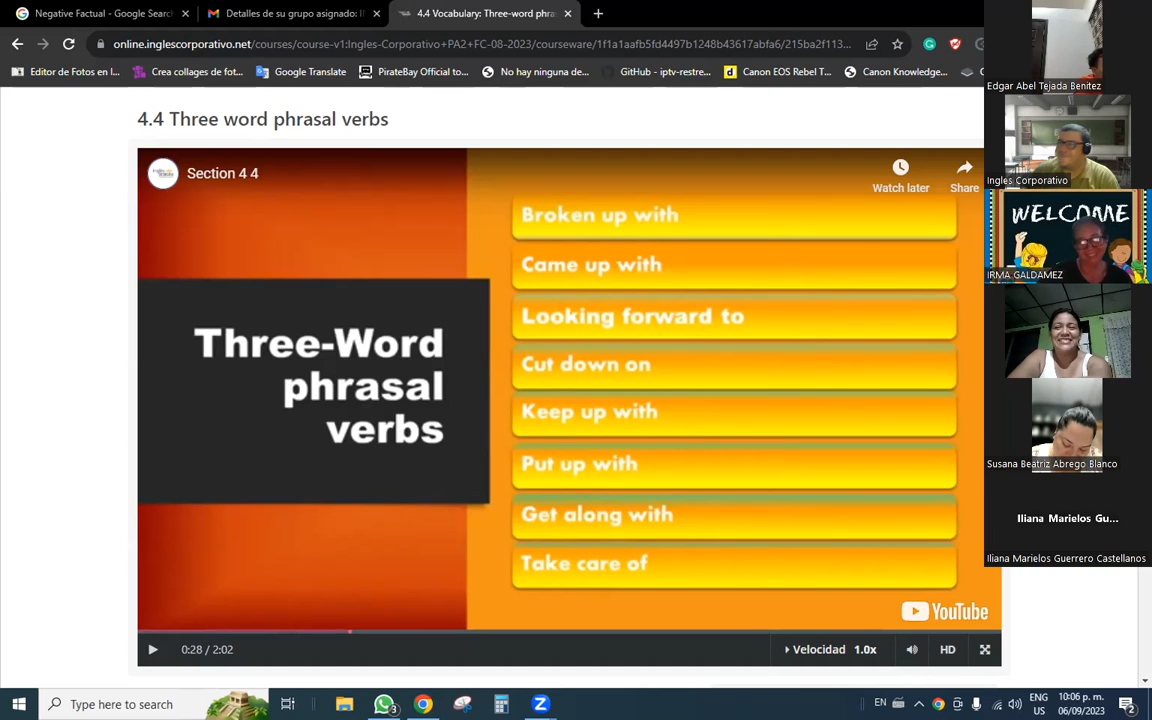 Negative Factual - Google Searc
Detalles de su grupo asignado: I
4.4 Vocabulary: Three-word phra
online.inglescorporativo.net/courses/course-v1:Ingles-Corporativo+PA2+FC-08-2023/courseware/1f1a1aafb5fd4497b1248b43617abfa6/215ba2f113...
Editor de Fotos en l...
Crea collages de fot...
Google Translate
PirateBay Official to...
No hay ninguna de...
GitHub - iptv-restre...
Canon EOS Rebel T...
Canon Knowledge...
4.4 Three word phrasal verbs
Section 4 4
Watch later
Share
Three-Word
phrasal
verbs
Broken up with
Came up with
Looking forward to
Cut down on
Keep up with
Put up with
Get along with
Take care of
YouTube
0:28 / 2:02
Velocidad 1.0x
HD
Edgar Abel Tejada Benitez
Ingles Corporativo
WELCOME
IRMA GALDAMEZ
Susana Beatriz Abrego Blanco
Iliana Marielos Gu...
Iliana Marielos Guerrero Castellanos
Type here to search
3
EN
ENG
US
10:06 p. m.
06/09/2023
2